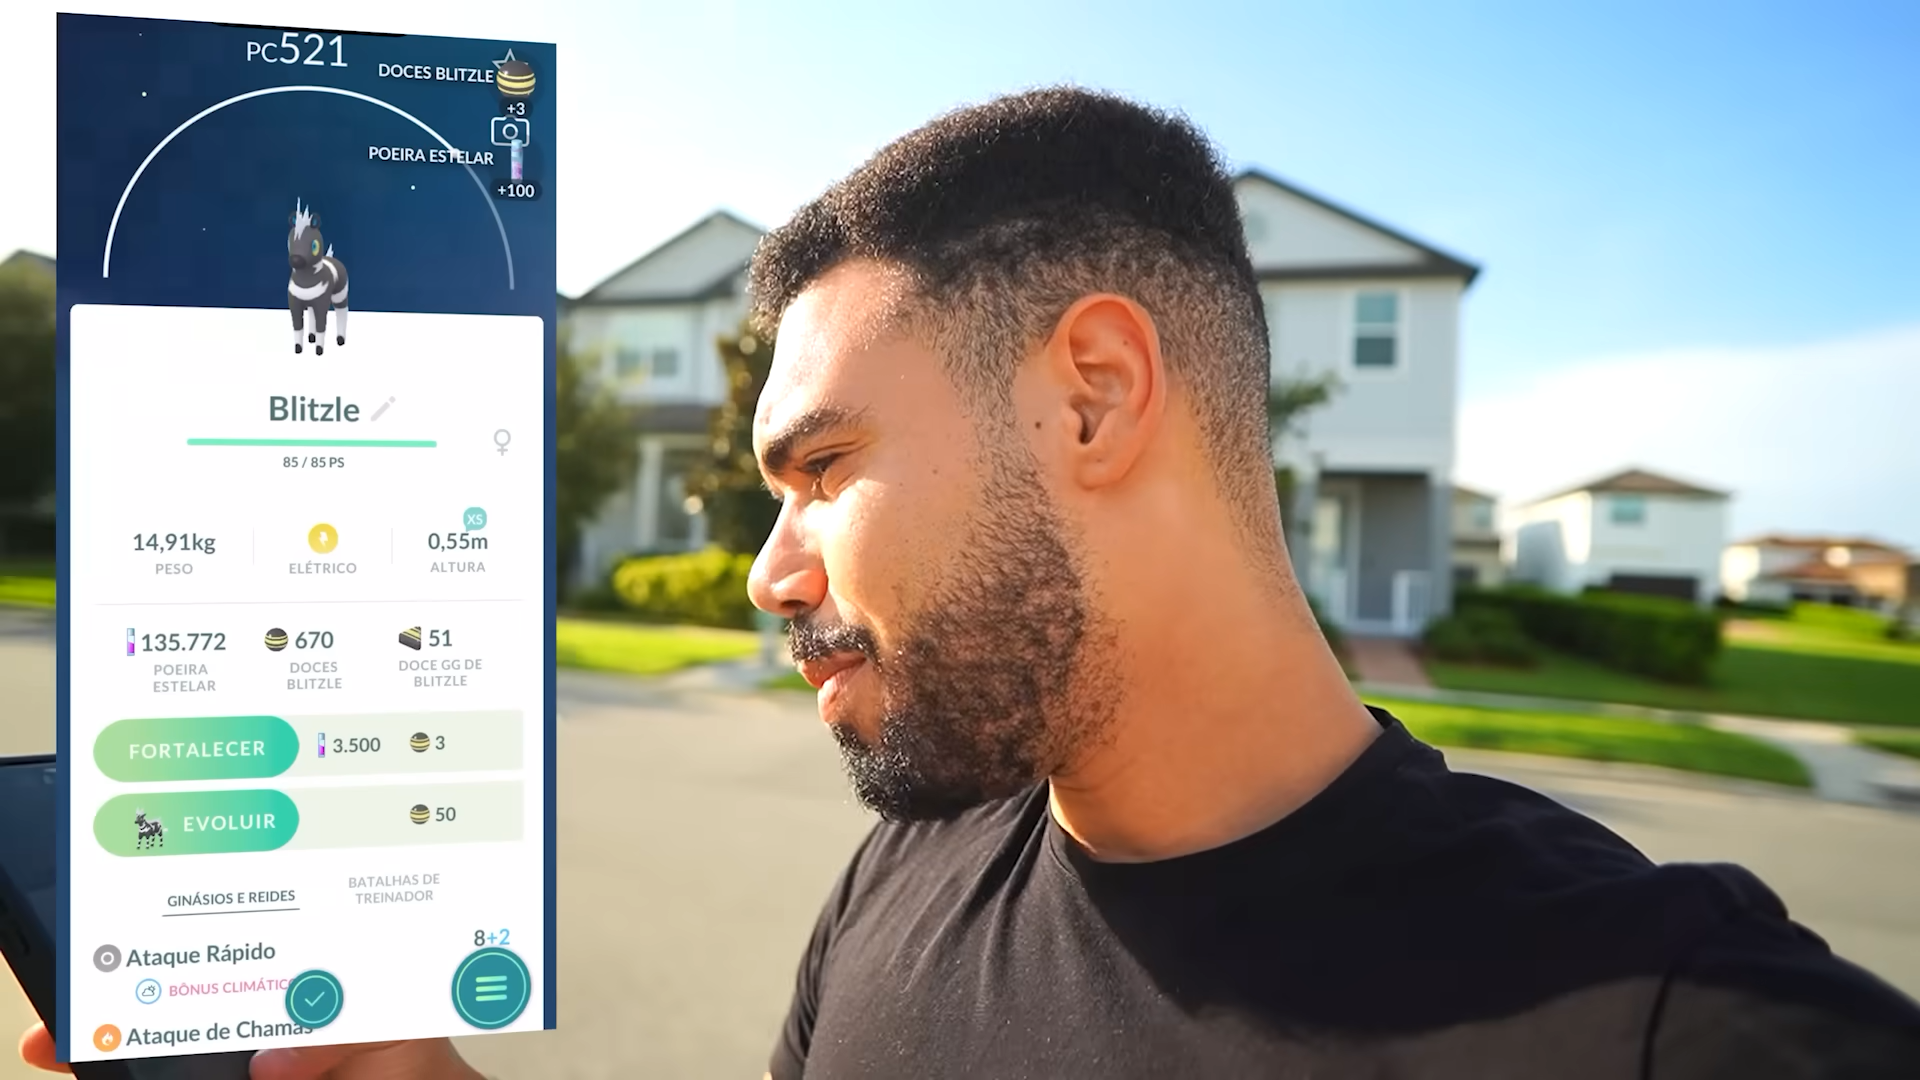 PC521
DOCES BLITZLE
+3
POEIRA ESTELAR
+100
Blitzle
85 / 85 PS
XS
14,91kg
0,55m
PESO
ELÉTRICO
ALTURA
135.772
670
51
POEIRA
ESTELAR
DOCES
BLITZLE
DOCE GG DE
BLITZLE
FORTALECER
3.500
3
EVOLUIR
50
GINÁSIOS E REIDES
BATALHAS DE
TREINADOR
Ataque Rápido
8+2
BÔNUS CLIMÁTIC
Ataque de Chamas